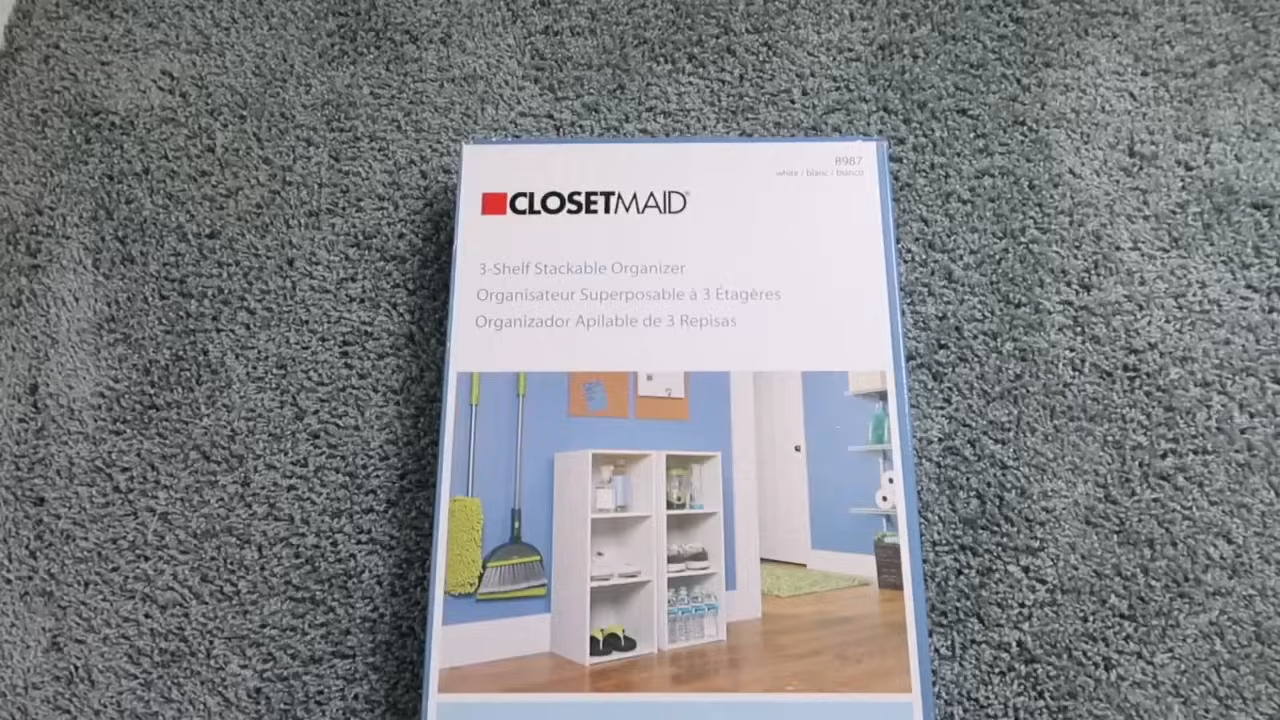 8987
white / blanc / blanco
CLOSETMAID®
3-Shelf Stackable Organizer
Organisateur Superposable à 3 Étagères
Organizador Apilable de 3 Repisas